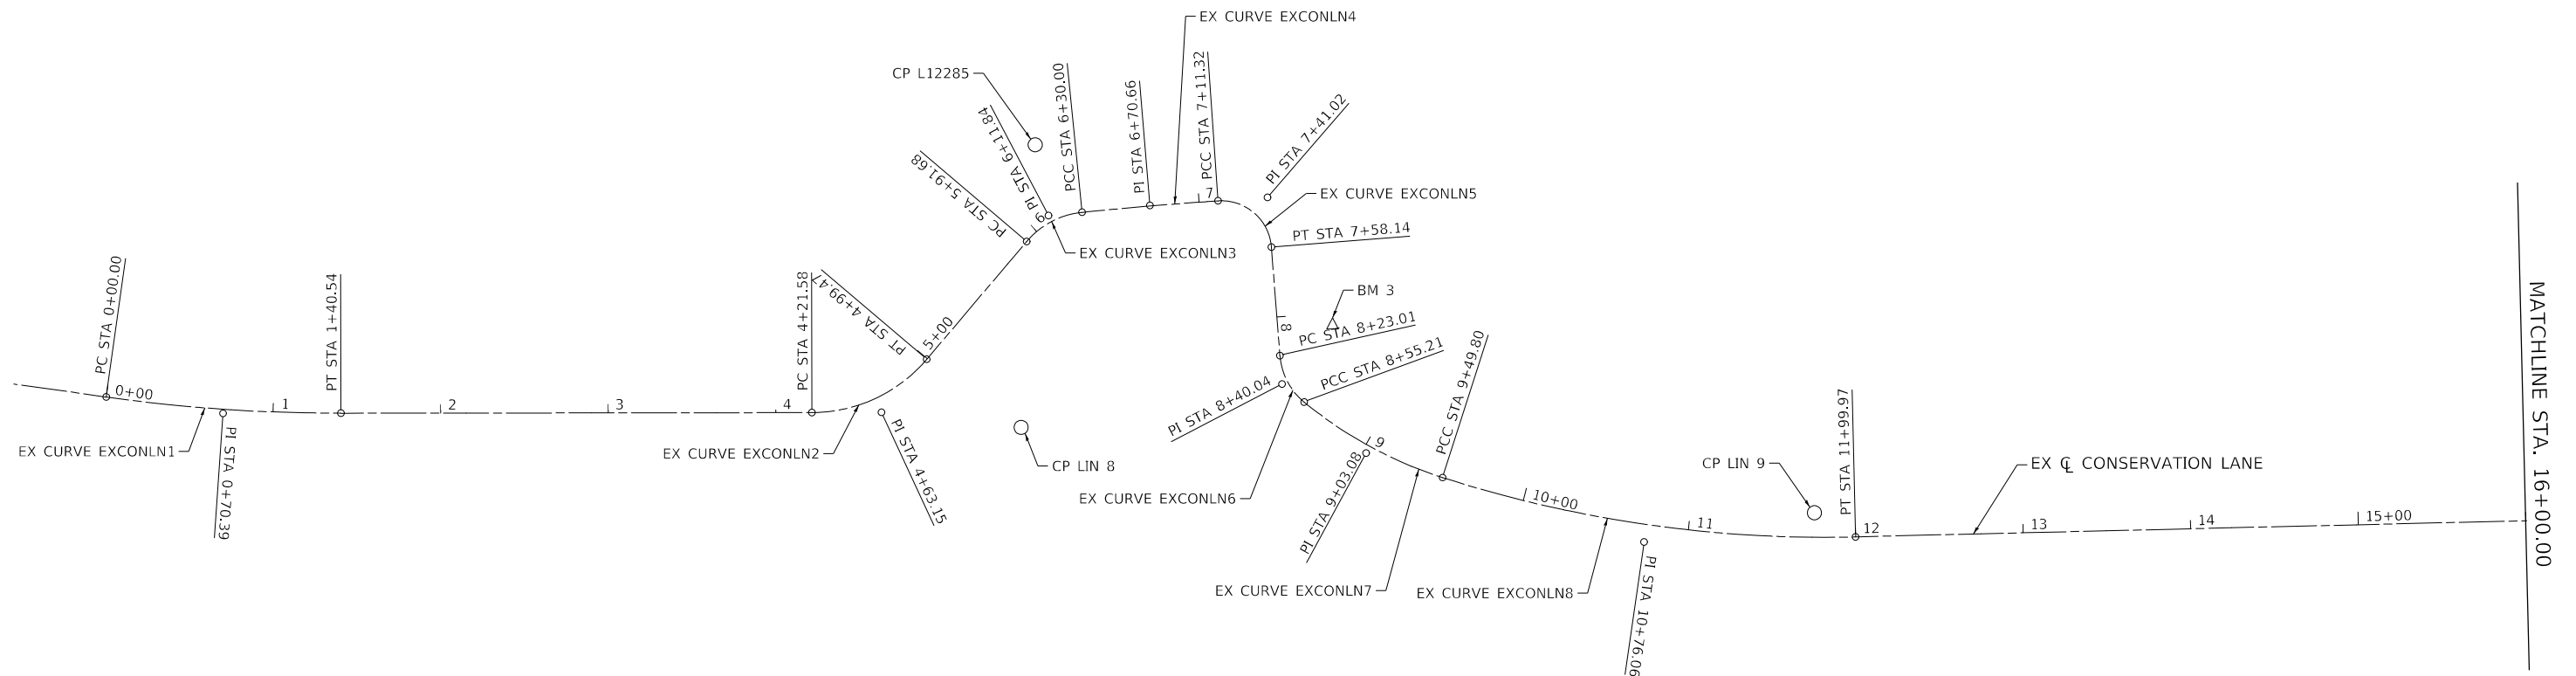 EX CURVE EXCONLN4
CP L12285
PCC STA 6+30.00
PI STA 6+70.66
PCC STA 7+11.32
PI STA 6+11.84
PI STA 7+41.02
PC STA 5+91.68
7
EX CURVE EXCONLN5
6
PT STA 7+58.14
EX CURVE EXCONLN3
PC STA 0+00.00
PT STA 1+40.54
PC STA 4+21.58
PT STA 4+99.47
5+00
BM 3
8
PC STA 8+23.01
PCC STA 8+55.21
PCC STA 9+49.80
PI STA 8+40.04
0+00
1
2
3
4
EX CURVE EXCONLN1
PI STA 0+70.39
EX CURVE EXCONLN2
PI STA 4+63.15
CP LIN 8
9
PI STA 9+03.08
EX CURVE EXCONLN6
10+00
EX CURVE EXCONLN7
EX CURVE EXCONLN8
11
PI STA 10+76.06
CP LIN 9
PT STA 11+99.97
EX ℄ CONSERVATION LANE
12
13
14
15+00
MATCHLINE STA. 16+00.00